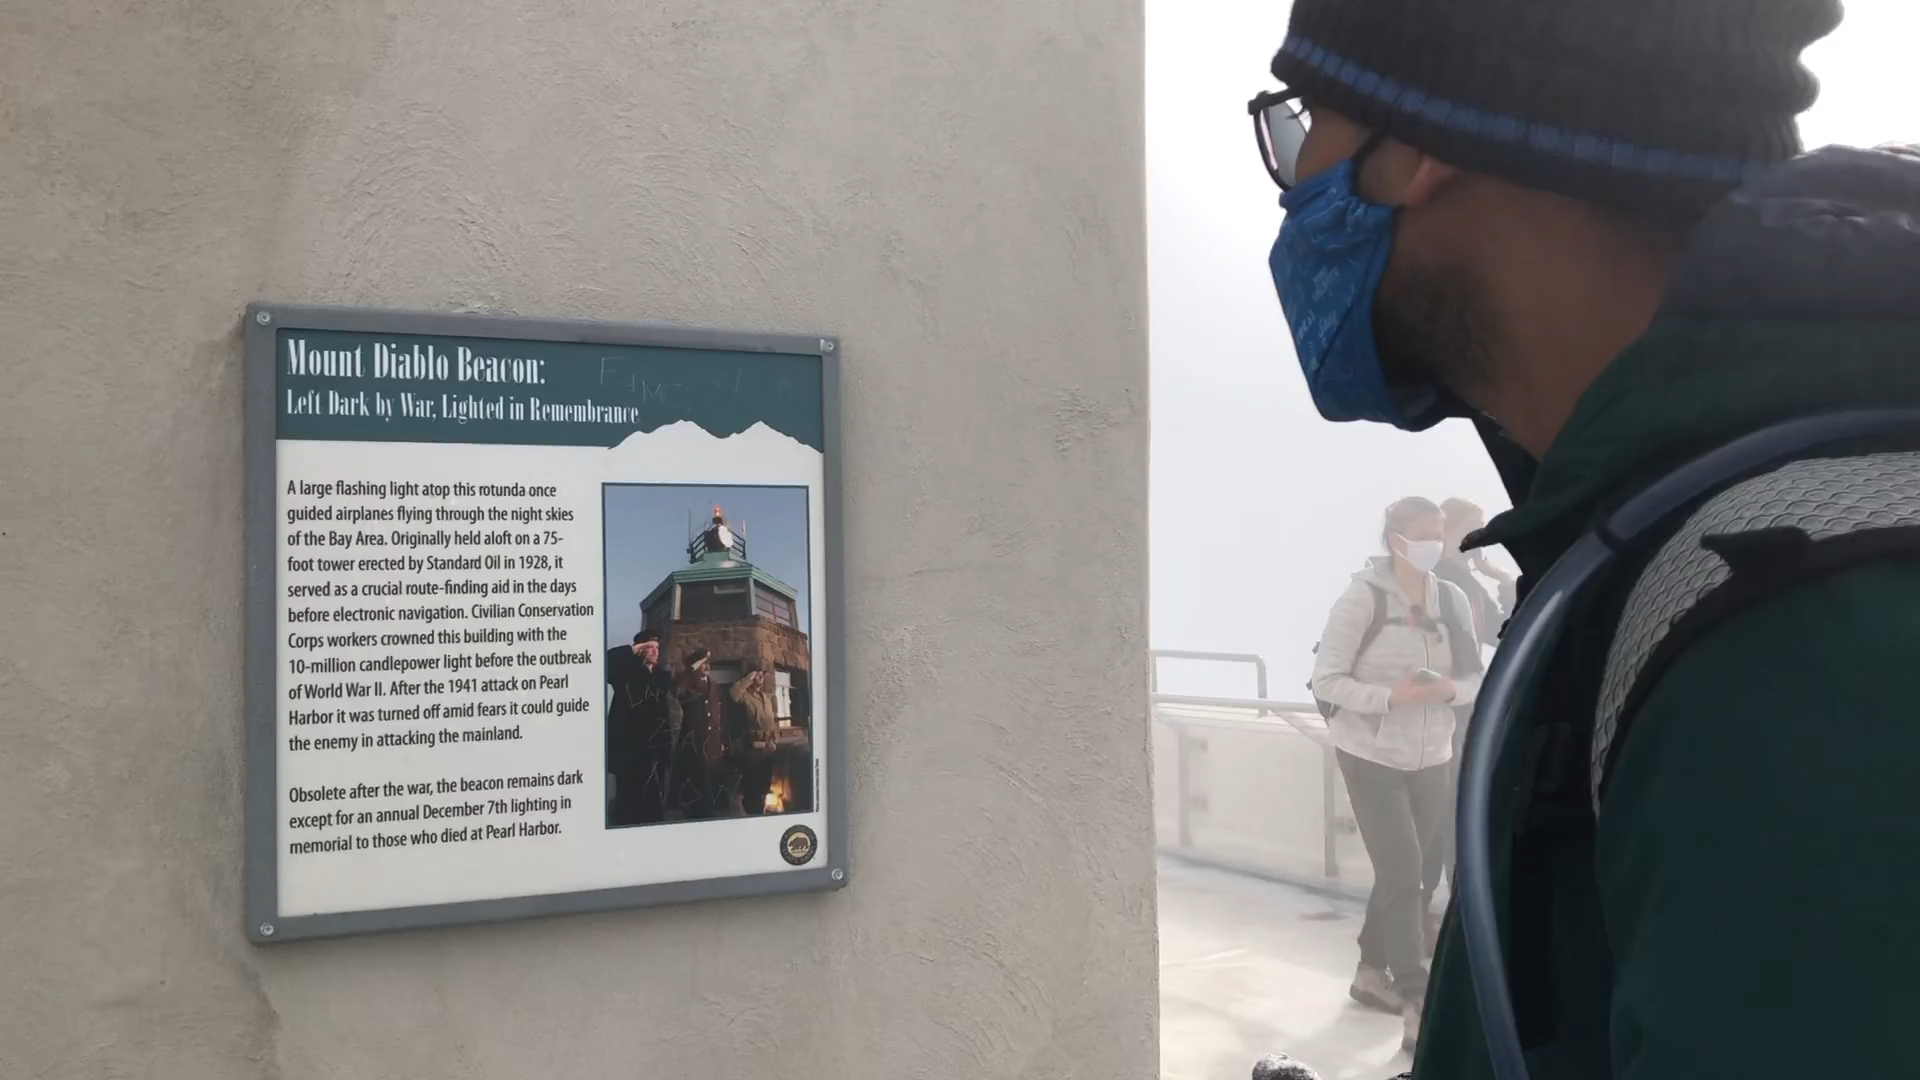 Mount Diablo Beacon:
Left Dark by War, Lighted in Remembrance
A large flashing light atop this rotunda once
guided airplanes flying through the night skies
of the Bay Area. Originally held aloft on a 75-
foot tower erected by Standard Oil in 1928, it
served as a crucial route-finding aid in the days
before electronic navigation. Civilian Conservation
Corps workers crowned this building with the
10-million candlepower light before the outbreak
of World War II. After the 1941 attack on Pearl
Harbor it was turned off amid fears it could guide
the enemy in attacking the mainland.
Obsolete after the war, the beacon remains dark
except for an annual December 7th lighting in
memorial to those who died at Pearl Harbor.